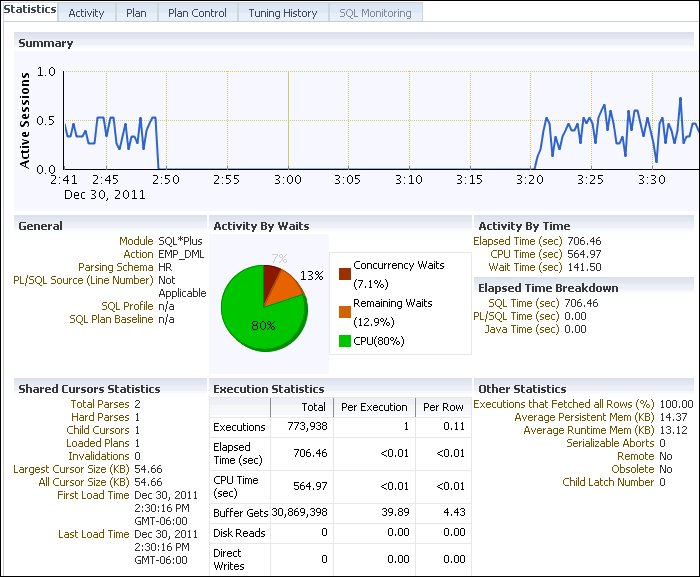 Statistics Activity Plan Plan Control Tuning History SQL Monitoring
Summary
Active Sessions
1.0
0.5
0.0
2:41 2:45 2:50 2:55 3:00 3:05 3:10 3:15 3:20 3:25 3:30
Dec 30, 2011
General
Module SQL*Plus
Action EMP_DML
Parsing Schema HR
PL/SQL Source (Line Number) Not
Applicable
SQL Profile n/a
SQL Plan Baseline n/a
Activity By Waits
7%
13%
80%
Concurrency Waits
(7.1%)
Remaining Waits
(12.9%)
CPU(80%)
Activity By Time
Elapsed Time (sec) 706.46
CPU Time (sec) 564.97
Wait Time (sec) 141.50
Elapsed Time Breakdown
SQL Time (sec) 706.46
PL/SQL Time (sec) 0.00
Java Time (sec) 0.00
Shared Cursors Statistics
Total Parses 2
Hard Parses 1
Child Cursors 1
Loaded Plans 1
Invalidations 0
Largest Cursor Size (KB) 54.66
All Cursor Size (KB) 54.66
First Load Time Dec 30, 2011
2:30:16 PM
GMT-06:00
Last Load Time Dec 30, 2011
2:30:16 PM
GMT-06:00
Execution Statistics
Total Per Execution Per Row
Executions 773,938 1 0.11
Elapsed
Time (sec) 706.46 <0.01 <0.01
CPU Time
(sec) 564.97 <0.01 <0.01
Buffer Gets 30,869,398 39.89 4.43
Disk Reads 0 0.00 0.00
Direct
Writes 0 0.00 0.00
Other Statistics
Executions that Fetched all Rows (%) 100.00
Average Persistent Mem (KB) 14.37
Average Runtime Mem (KB) 13.12
Serializable Aborts 0
Remote No
Obsolete No
Child Latch Number 0